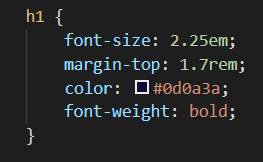 h1 {
    font-size: 2.25em;
    margin-top: 1.7rem;
    color: #0d0a3a;
    font-weight: bold;
}